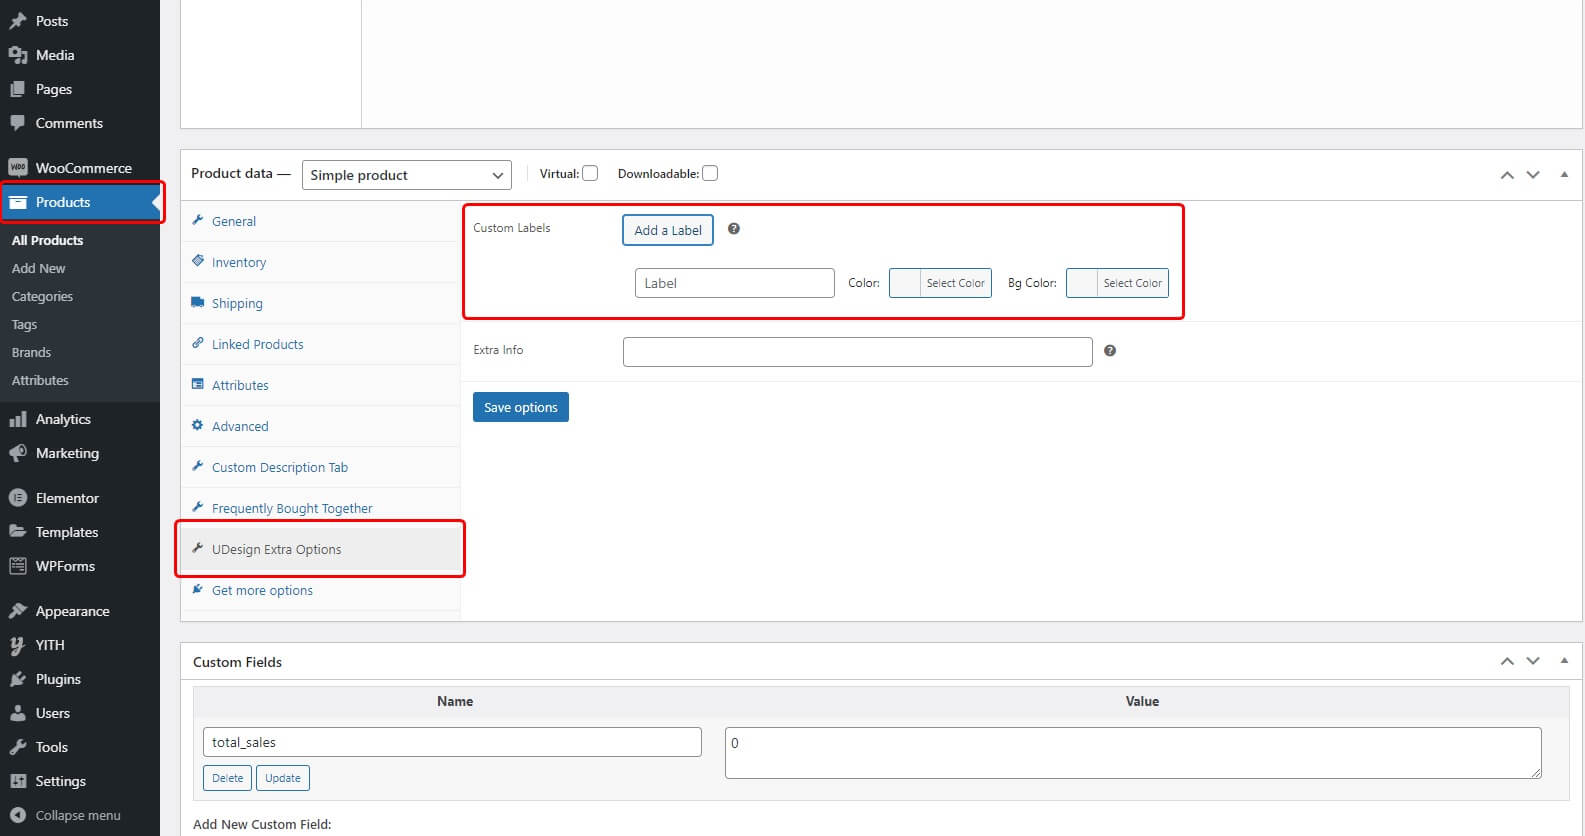 Posts
Media
Pages
Comments
WOO WooCommerce
Products
All Products
Add New
Categories
Tags
Brands
Attributes
Analytics
Marketing
Elementor
Templates
WPForms
Appearance
YITH
Plugins
Users
Tools
Settings
Collapse menu
Product data — Simple product Virtual: Downloadable:
General
Inventory
Shipping
Linked Products
Attributes
Advanced
Custom Description Tab
Frequently Bought Together
UDesign Extra Options
Get more options
Custom Labels Add a Label ?
Label Color: Select Color Bg Color: Select Color
Extra Info ?
Save options
Custom Fields
Name Value
total_sales 0
Delete Update
Add New Custom Field: